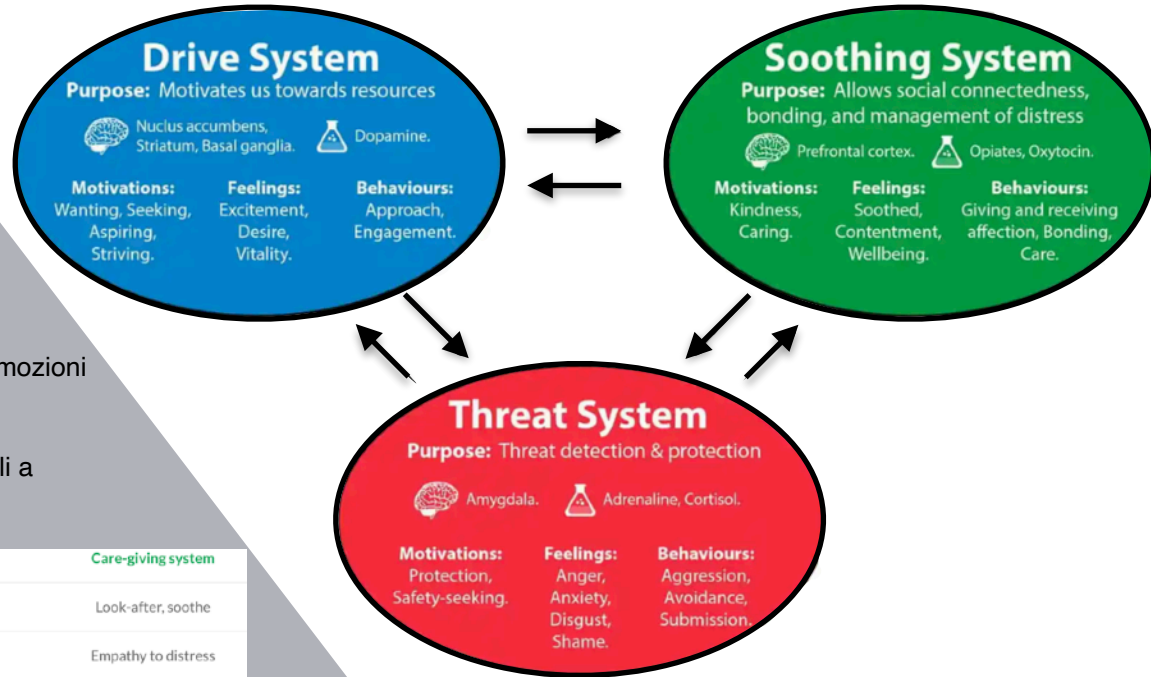 Drive System
Purpose: Motivates us towards resources
Nuclus accumbens,
Striatum, Basal ganglia.
Dopamine.
Motivations:
Wanting, Seeking,
Aspiring,
Striving.
Feelings:
Excitement,
Desire,
Vitality.
Behaviours:
Approach,
Engagement.
Soothing System
Purpose: Allows social connectedness,
bonding, and management of distress
Prefrontal cortex.
Opiates, Oxytocin.
Motivations:
Kindness,
Caring.
Feelings:
Soothed,
Contentment,
Wellbeing.
Behaviours:
Giving and receiving
affection, Bonding,
Care.
mozioni
li a
Threat System
Purpose: Threat detection & protection
Amygdala.
Adrenaline, Cortisol.
Motivations:
Protection,
Safety-seeking.
Feelings:
Anger,
Anxiety,
Disgust,
Shame.
Behaviours:
Aggression,
Avoidance,
Submission.
Care-giving system
Look-after, soothe
Empathy to distress